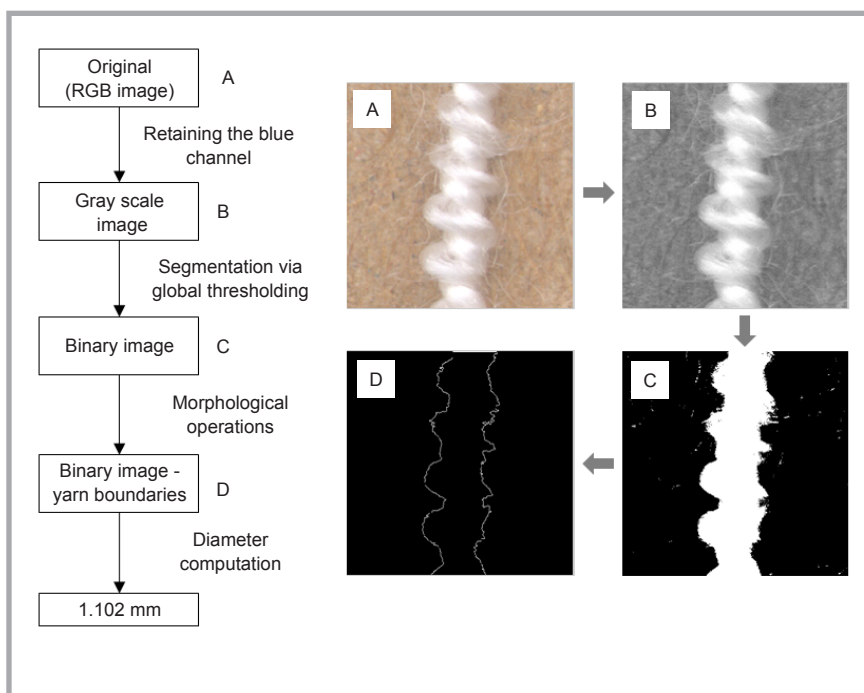 Original
(RGB image)
A
Retaining the blue
channel
Gray scale
image
B
Segmentation via
global thresholding
Binary image
C
Morphological
operations
Binary image -
yarn boundaries
D
Diameter
computation
1.102 mm
A
B
D
C